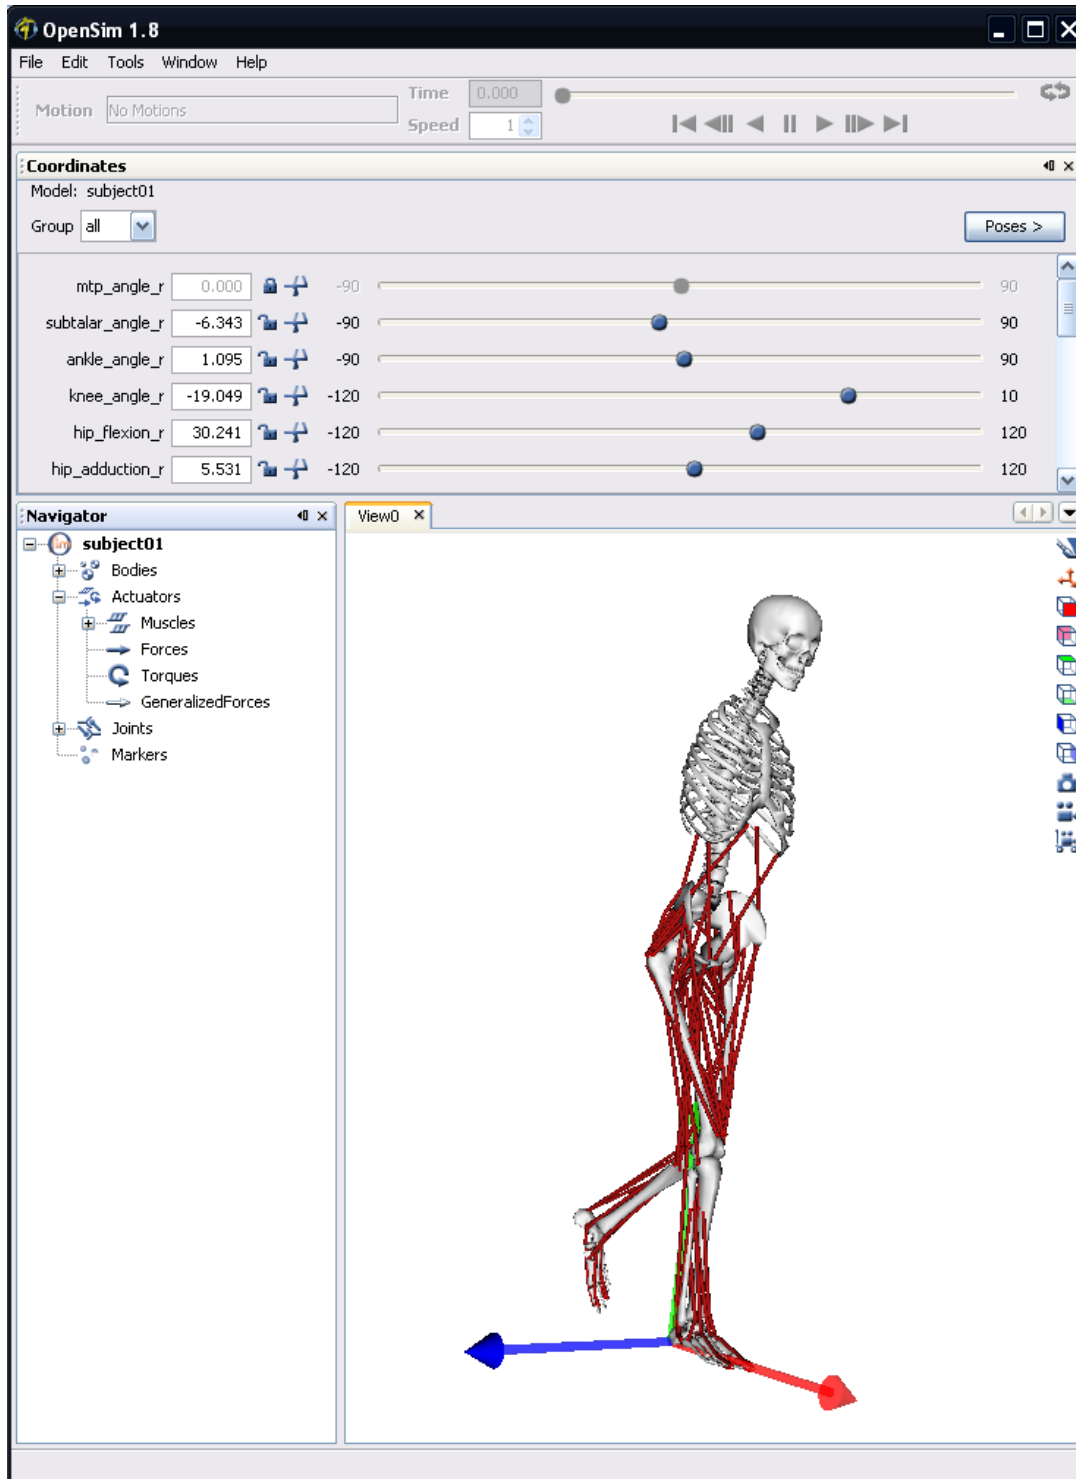 OpenSim 1.8
File Edit Tools Window Help
Motion No Motions Time 0.000
Speed 1
Coordinates
Model: subject01
Group all Poses >
mtp_angle_r 0.000 -90 90
subtalar_angle_r -6.343 -90 90
ankle_angle_r 1.095 -90 90
knee_angle_r -19.049 -120 10
hip_flexion_r 30.241 -120 120
hip_adduction_r 5.531 -120 120
Navigator
View0
subject01
Bodies
Actuators
Muscles
Forces
Torques
GeneralizedForces
Joints
Markers